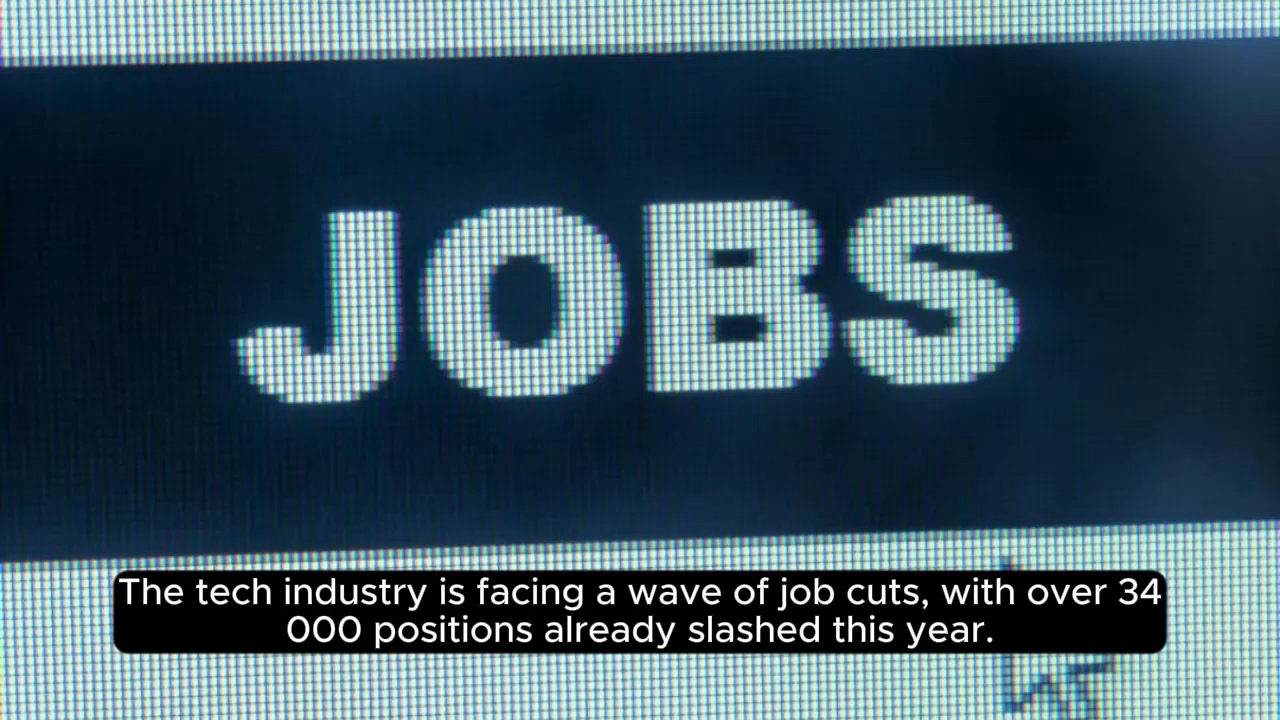 JOBS
The tech industry is facing a wave of job cuts, with over 34
000 positions already slashed this year.